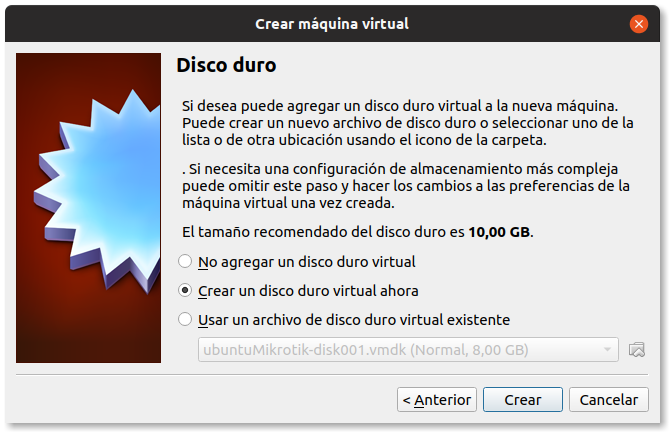 Crear máquina virtual
Disco duro
Si desea puede agregar un disco duro virtual a la nueva máquina.
Puede crear un nuevo archivo de disco duro o seleccionar uno de la
lista o de otra ubicación usando el icono de la carpeta.
. Si necesita una configuración de almacenamiento más compleja
puede omitir este paso y hacer los cambios a las preferencias de la
máquina virtual una vez creada.
El tamaño recomendado del disco duro es 10,00 GB.
No agregar un disco duro virtual
Crear un disco duro virtual ahora
Usar un archivo de disco duro virtual existente
ubuntuMikrotik-disk001.vmdk (Normal, 8,00 GB)
< Anterior
Crear
Cancelar